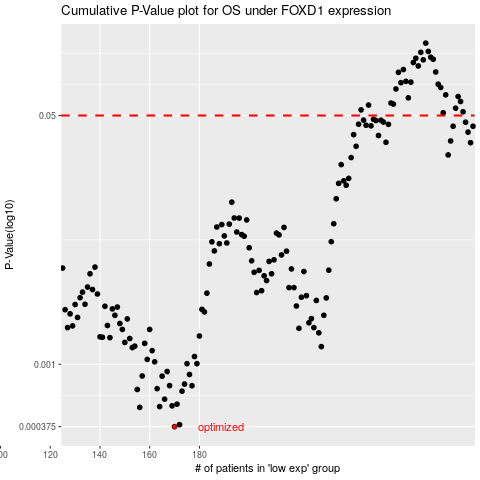 Cumulative P-Value plot for OS under FOXD1 expression
P-Value(log10)
0.05
0.001
0.000375
optimized
00 120 140 160 180
# of patients in 'low exp' group